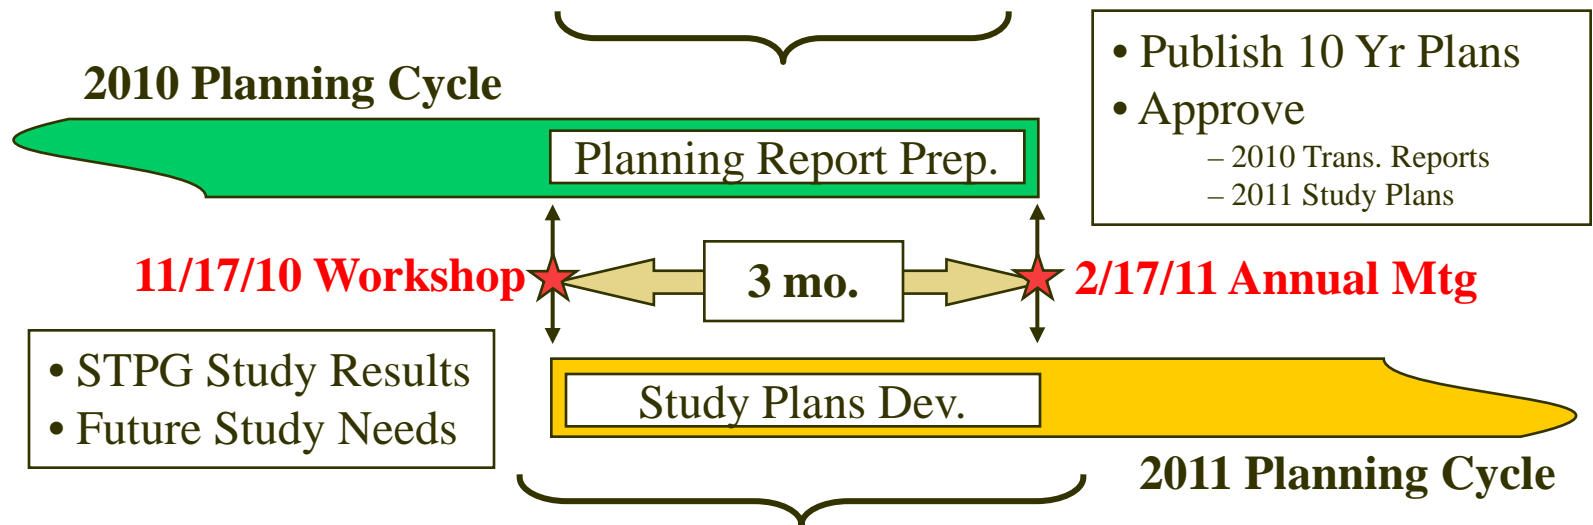 • Publish 10 Yr Plans
• Approve
– 2010 Trans. Reports
– 2011 Study Plans
2010 Planning Cycle
Planning Report Prep.
11/17/10 Workshop
3 mo.
2/17/11 Annual Mtg
• STPG Study Results
• Future Study Needs
Study Plans Dev.
2011 Planning Cycle